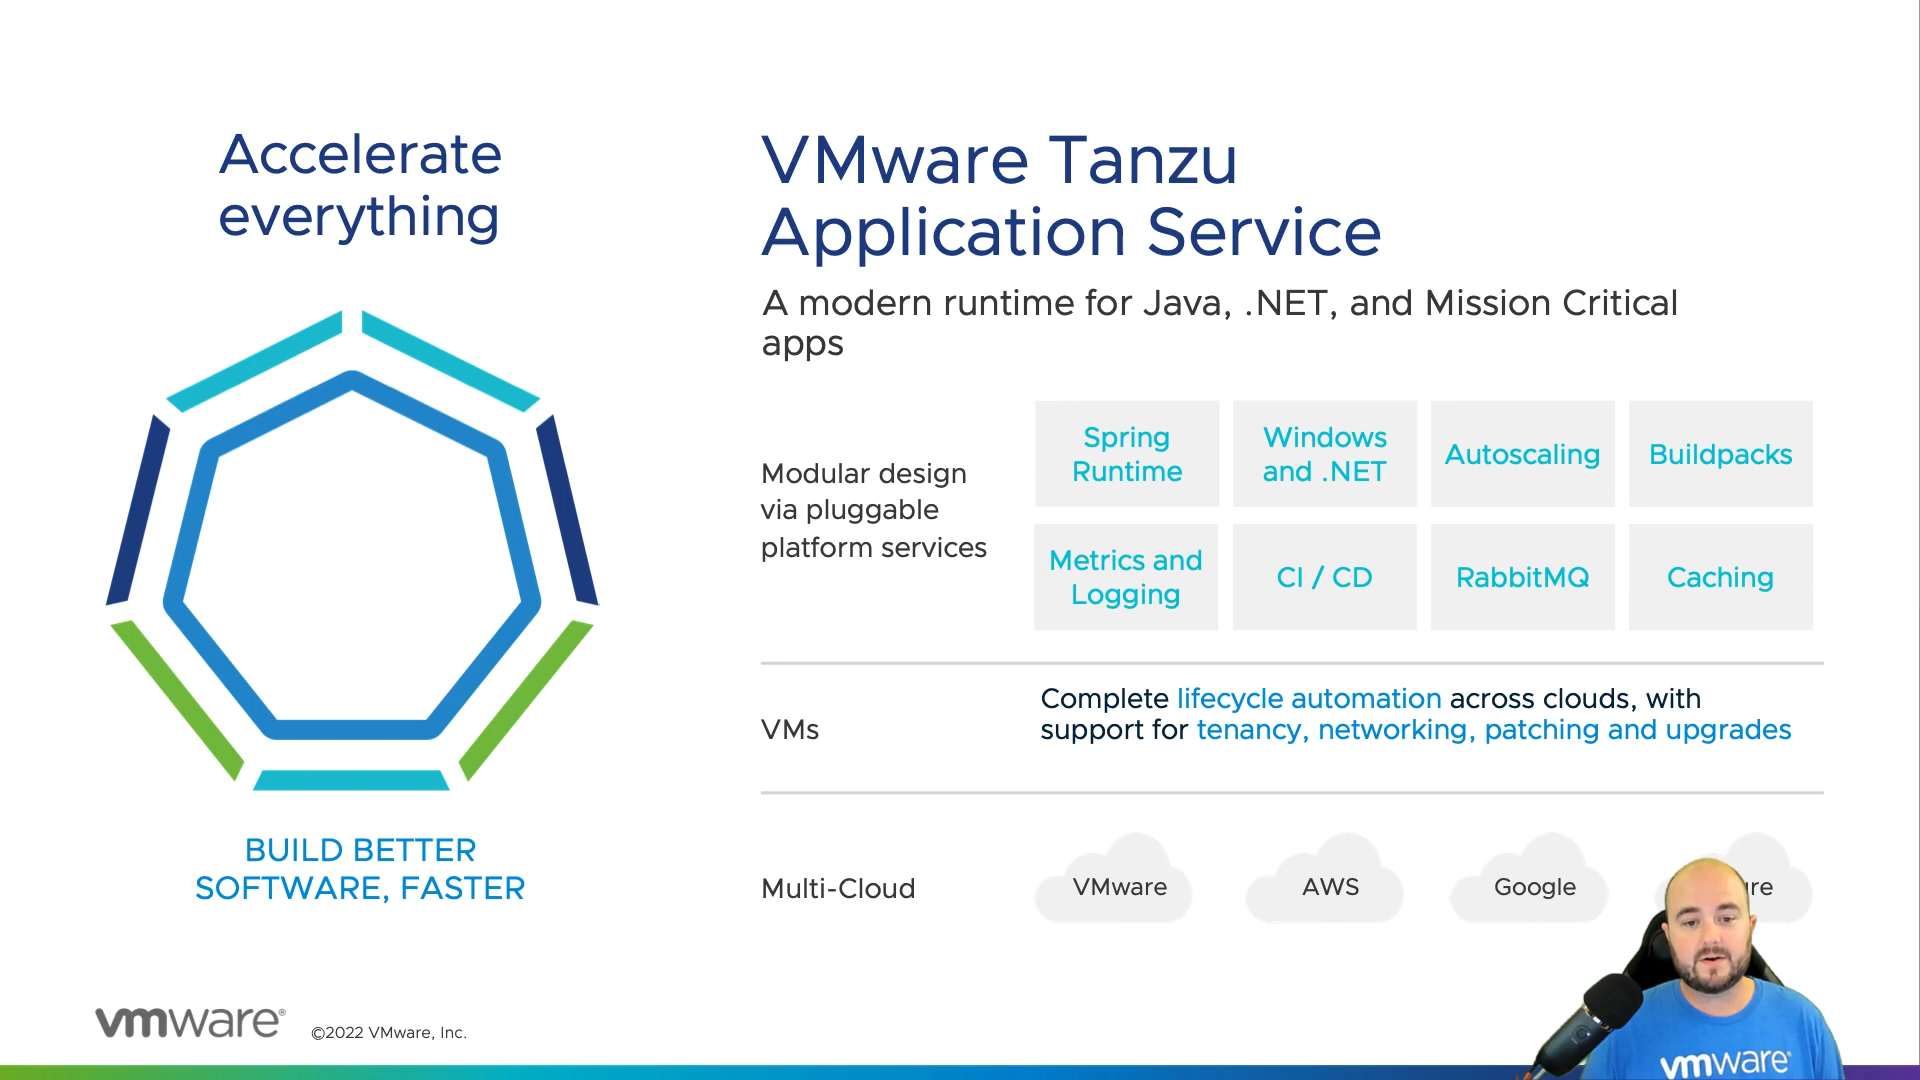 Accelerate
everything
BUILD BETTER
SOFTWARE, FASTER
VMware Tanzu
Application Service
A modern runtime for Java, .NET, and Mission Critical
apps
Modular design
via pluggable
platform services
Spring
Runtime
Windows
and .NET
Autoscaling
Buildpacks
Metrics and
Logging
CI / CD
RabbitMQ
Caching
VMs
Complete lifecycle automation across clouds, with
support for tenancy, networking, patching and upgrades
Multi-Cloud
VMware
AWS
Google
vmware®
©2022 VMware, Inc.
vmware®